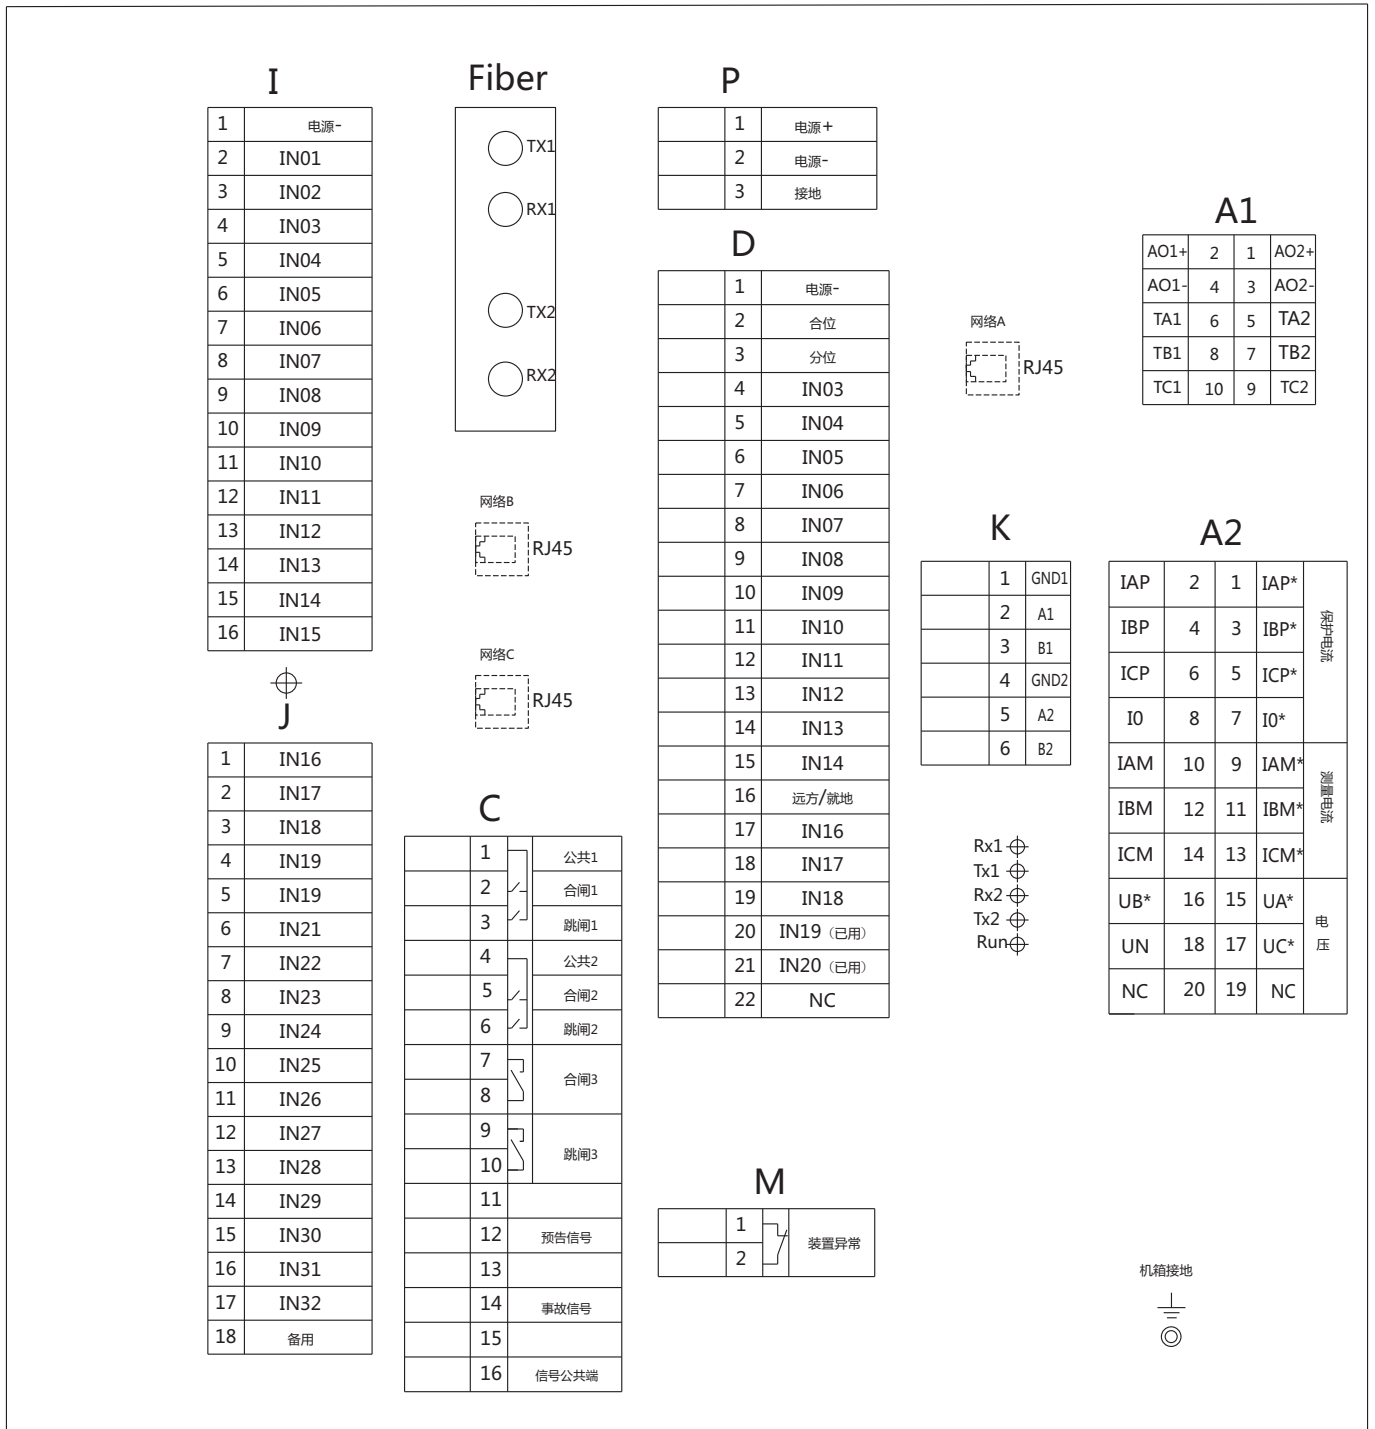 I
1 电源-
2 IN01
3 IN02
4 IN03
5 IN04
6 IN05
7 IN06
8 IN07
9 IN08
10 IN09
11 IN10
12 IN11
13 IN12
14 IN13
15 IN14
16 IN15
J
1 IN16
2 IN17
3 IN18
4 IN19
5 IN19
6 IN21
7 IN22
8 IN23
9 IN24
10 IN25
11 IN26
12 IN27
13 IN28
14 IN29
15 IN30
16 IN31
17 IN32
18 备用
Fiber
TX1
RX1
TX2
RX2
网络B
RJ45
网络C
RJ45
C
1 公共1
2 合闸1
3 跳闸1
4 公共2
5 合闸2
6 跳闸2
7
合闸3
8
9
跳闸3
10
11
12 预告信号
13
14 事故信号
15
16 信号公共端
P
1 电源+
2 电源-
3 接地
D
1 电源-
2 合位
3 分位
4 IN03
5 IN04
6 IN05
7 IN06
8 IN07
9 IN08
10 IN09
11 IN10
12 IN11
13 IN12
14 IN13
15 IN14
16 远方/就地
17 IN16
18 IN17
19 IN18
20 IN19（已用）
21 IN20（已用）
22 NC
M
1
装置异常
2
网络A
RJ45
K
1 GND1
2 A1
3 B1
4 GND2
5 A2
6 B2
Rx1
Tx1
Rx2
Tx2
Run
A1
AO1+ 2 1 AO2+
AO1- 4 3 AO2-
TA1 6 5 TA2
TB1 8 7 TB2
TC1 10 9 TC2
A2
IAP 2 1 IAP*
IBP 4 3 IBP*
ICP 6 5 ICP*
I0 8 7 I0*
保护电流
IAM 10 9 IAM*
IBM 12 11 IBM*
ICM 14 13 ICM*
测量电流
UB* 16 15 UA*
UN 18 17 UC*
NC 20 19 NC
电
压
机箱接地